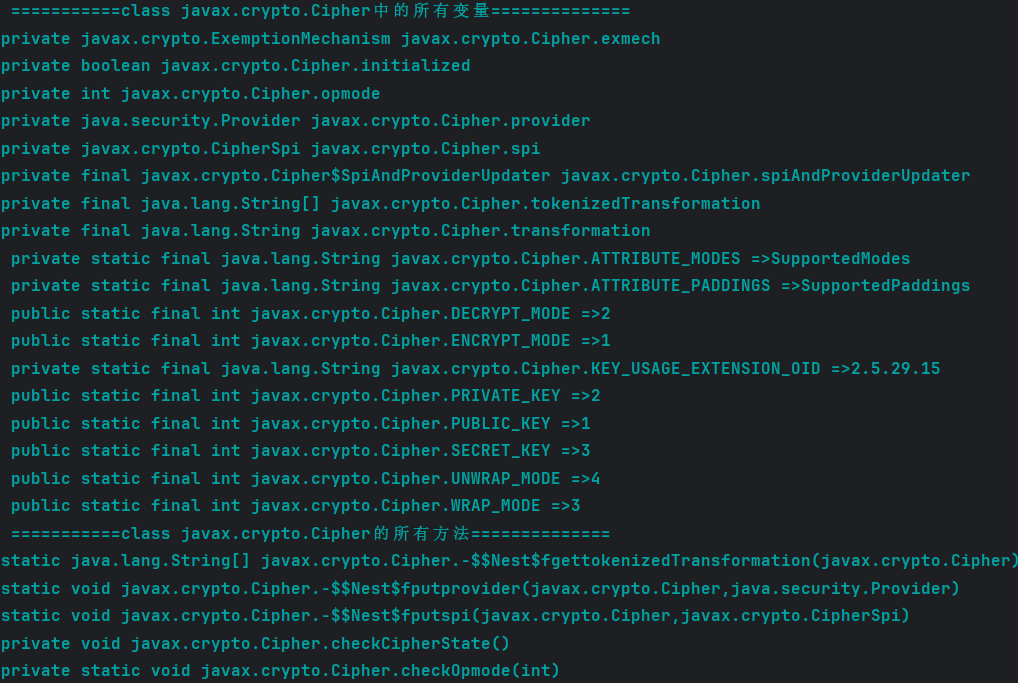 ===========class javax.crypto.Cipher中的所有变量==============
private javax.crypto.ExemptionMechanism javax.crypto.Cipher.exmech
private boolean javax.crypto.Cipher.initialized
private int javax.crypto.Cipher.opmode
private java.security.Provider javax.crypto.Cipher.provider
private javax.crypto.CipherSpi javax.crypto.Cipher.spi
private final javax.crypto.Cipher$SpiAndProviderUpdater javax.crypto.Cipher.spiAndProviderUpdater
private final java.lang.String[] javax.crypto.Cipher.tokenizedTransformation
private final java.lang.String javax.crypto.Cipher.transformation
private static final java.lang.String javax.crypto.Cipher.ATTRIBUTE_MODES =>SupportedModes
private static final java.lang.String javax.crypto.Cipher.ATTRIBUTE_PADDINGS =>SupportedPaddings
public static final int javax.crypto.Cipher.DECRYPT_MODE =>2
public static final int javax.crypto.Cipher.ENCRYPT_MODE =>1
private static final java.lang.String javax.crypto.Cipher.KEY_USAGE_EXTENSION_OID =>2.5.29.15
public static final int javax.crypto.Cipher.PRIVATE_KEY =>2
public static final int javax.crypto.Cipher.PUBLIC_KEY =>1
public static final int javax.crypto.Cipher.SECRET_KEY =>3
public static final int javax.crypto.Cipher.UNWRAP_MODE =>4
public static final int javax.crypto.Cipher.WRAP_MODE =>3
===========class javax.crypto.Cipher的所有方法==============
static java.lang.String[] javax.crypto.Cipher.-$$Nest$fgettokenizedTransformation(javax.crypto.Cipher)
static void javax.crypto.Cipher.-$$Nest$fputprovider(javax.crypto.Cipher,java.security.Provider)
static void javax.crypto.Cipher.-$$Nest$fputspi(javax.crypto.Cipher,javax.crypto.CipherSpi)
private void javax.crypto.Cipher.checkCipherState()
private static void javax.crypto.Cipher.checkOpmode(int)